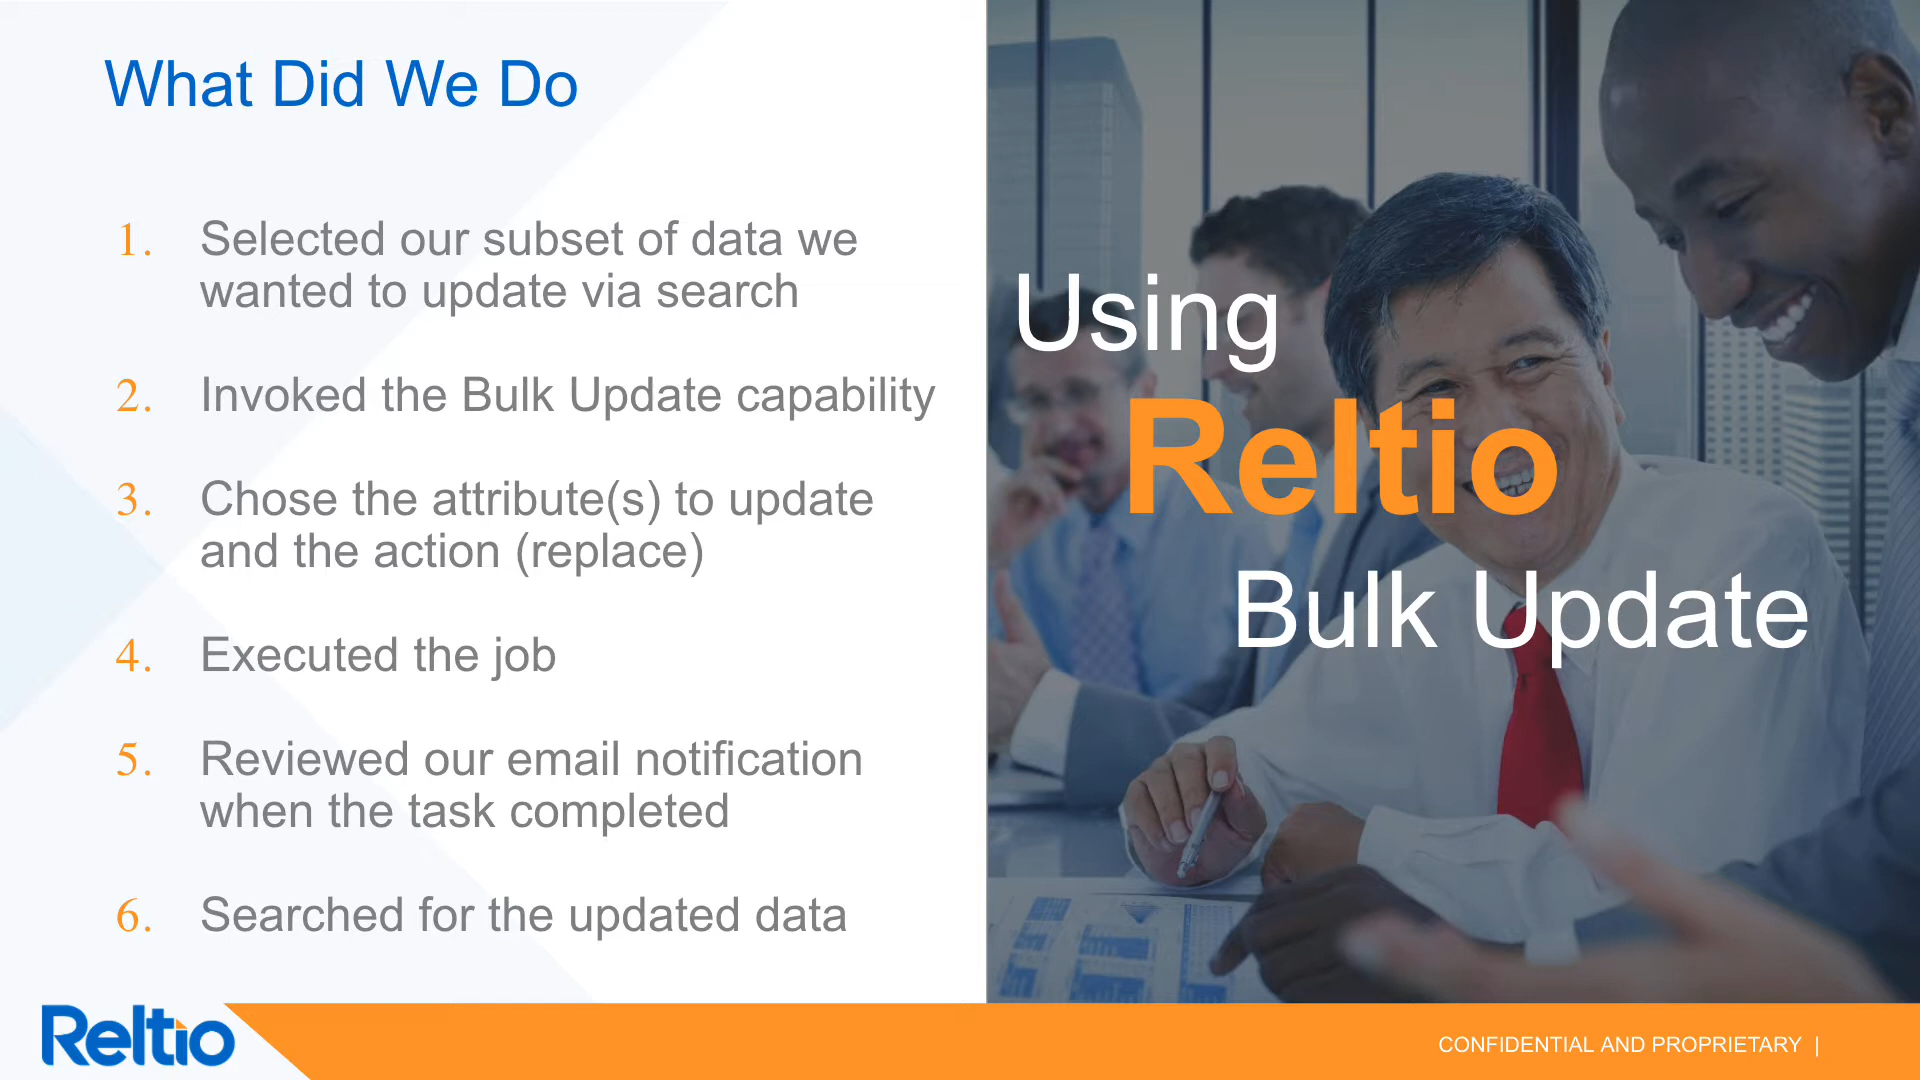 What Did We Do
1. Selected our subset of data we
wanted to update via search
2. Invoked the Bulk Update capability
3. Chose the attribute(s) to update
and the action (replace)
4. Executed the job
5. Reviewed our email notification
when the task completed
6. Searched for the updated data
Using
Reltio
Bulk Update
Reltio
CONFIDENTIAL AND PROPRIETARY |